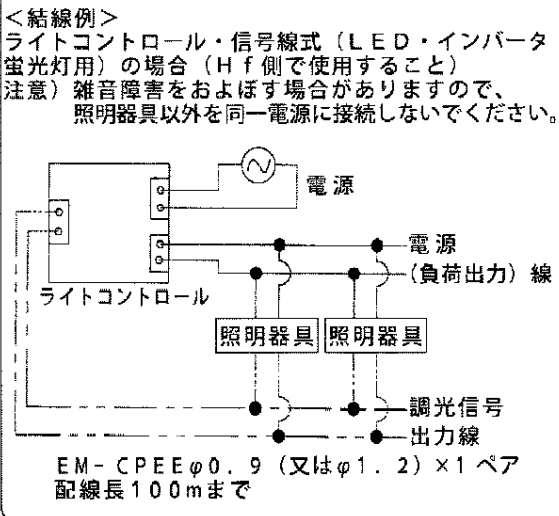 ＜結線例＞
ライトコントロール・信号線式（ＬＥＤ・インバータ
蛍光灯用）の場合（Ｈｆ側で使用すること）
注意）雑音障害をおよぼす場合がありますので、
照明器具以外を同一電源に接続しないでください。
電源
電源
(負荷出力）線
ライトコントロール
照明器具
照明器具
調光信号
出力線
ＥＭ-ＣＰＥＥφ０．９（又はφ１．２）×１ペア
配線長１００ｍまで